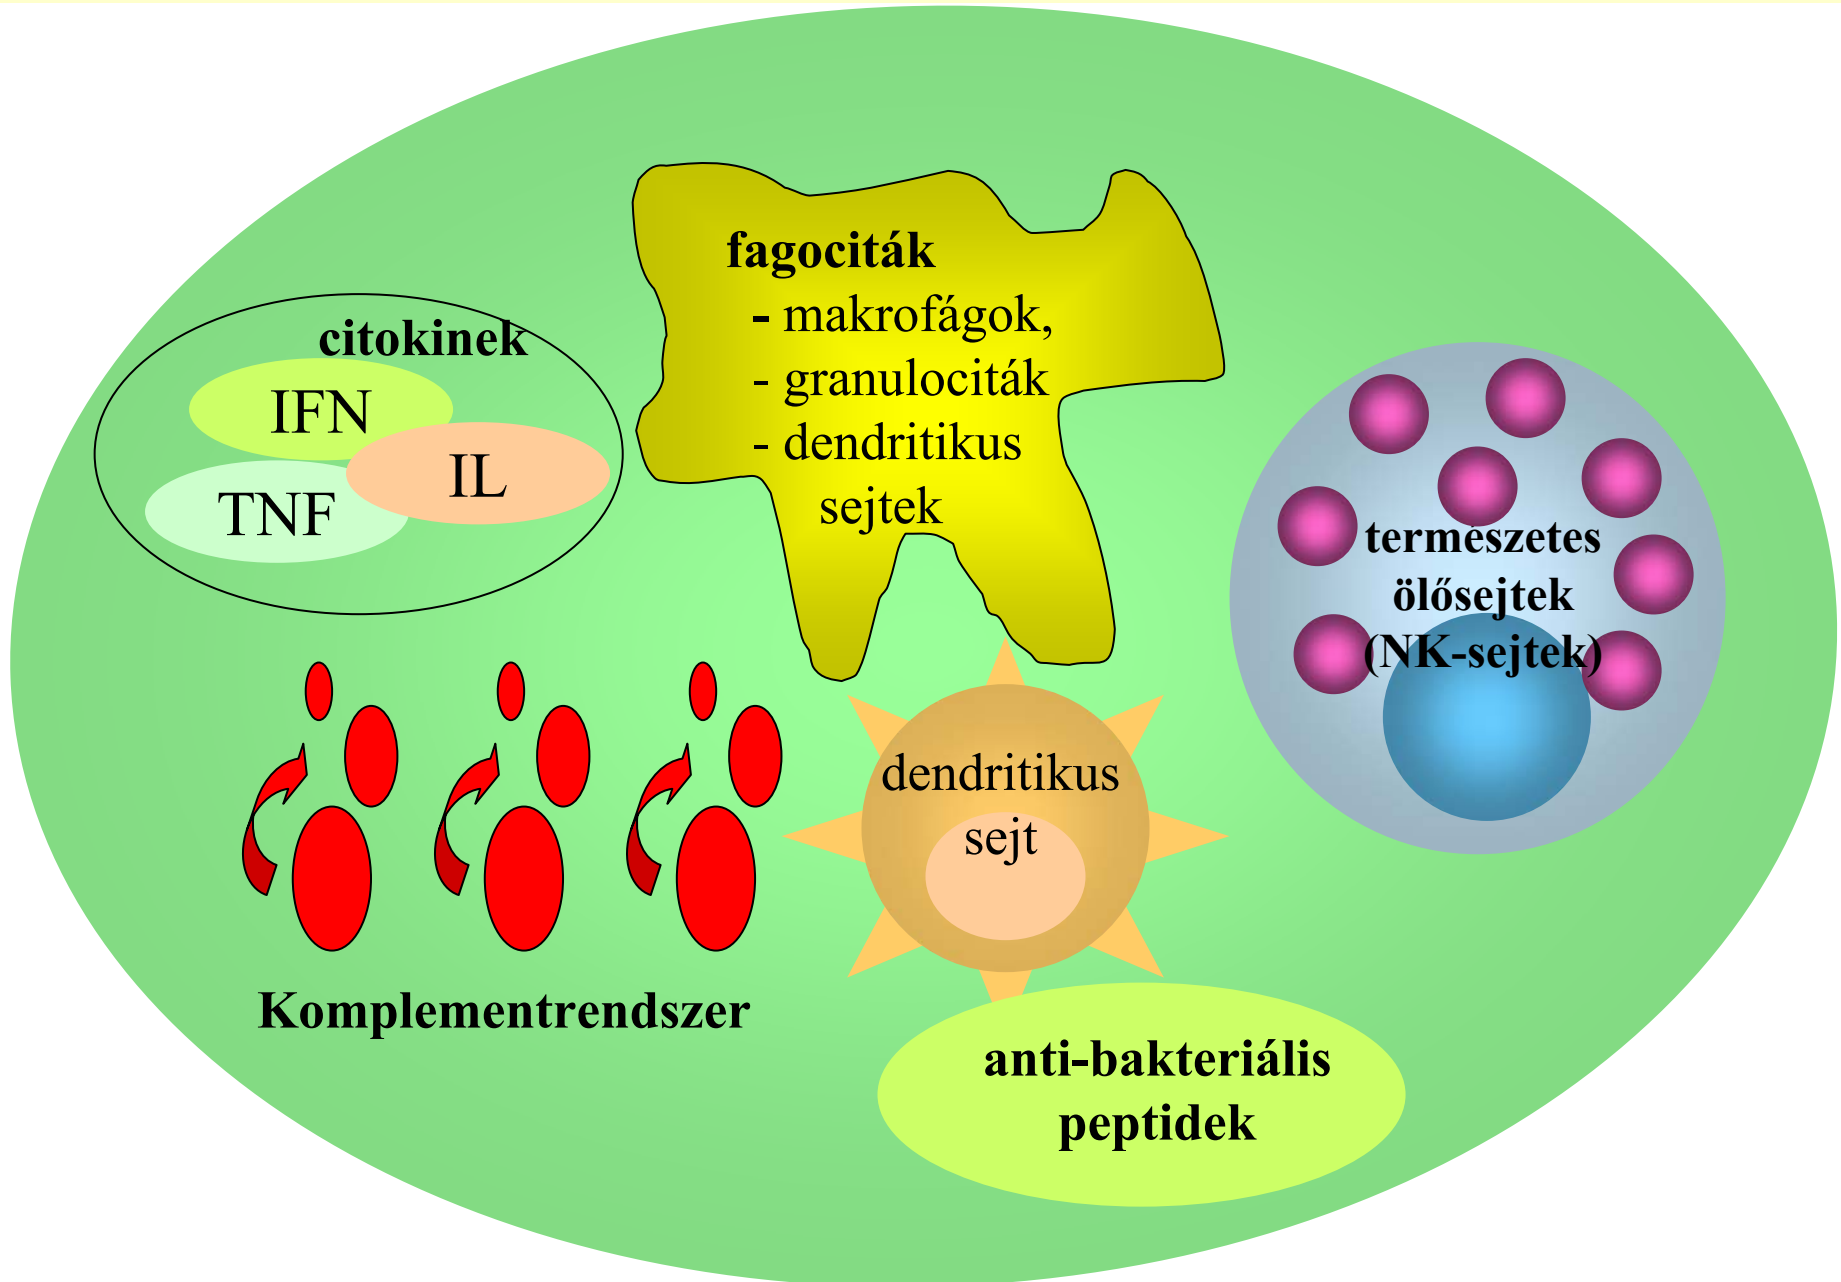 fagociták
- makrofágok,
- granulociták
- dendritikus
sejtek
citokinek
IFN
IL
TNF
természetes
ölősejtek
(NK-sejtek)
dendritikus
sejt
Komplementrendszer
anti-bakteriális
peptidek